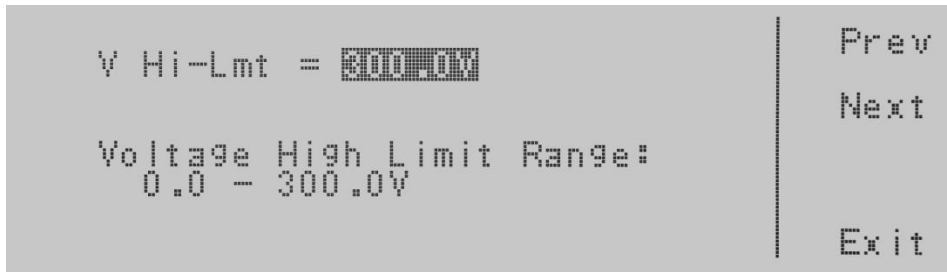 V Hi-Lmt = 300.0V
Voltage High Limit Range:
0.0 - 300.0V
Prev
Next
Exit